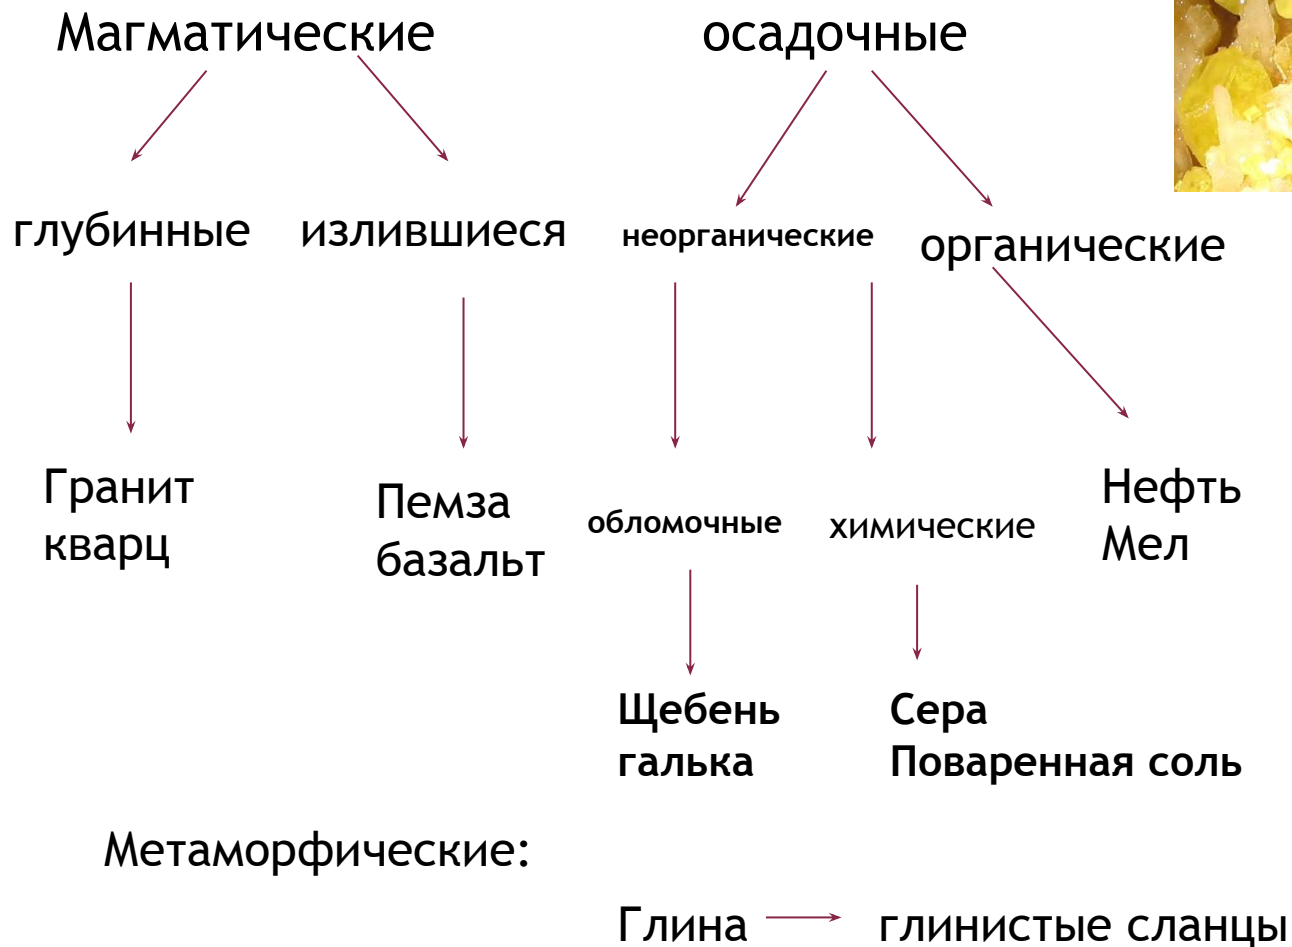 Магматические
осадочные
глубинные
излившиеся
неорганические
органические
Гранит
кварц
Пемза
базальт
обломочные
химические
Нефть
Мел
Щебень
галька
Сера
Поваренная соль
Метаморфические:
Глина
глинистые сланцы